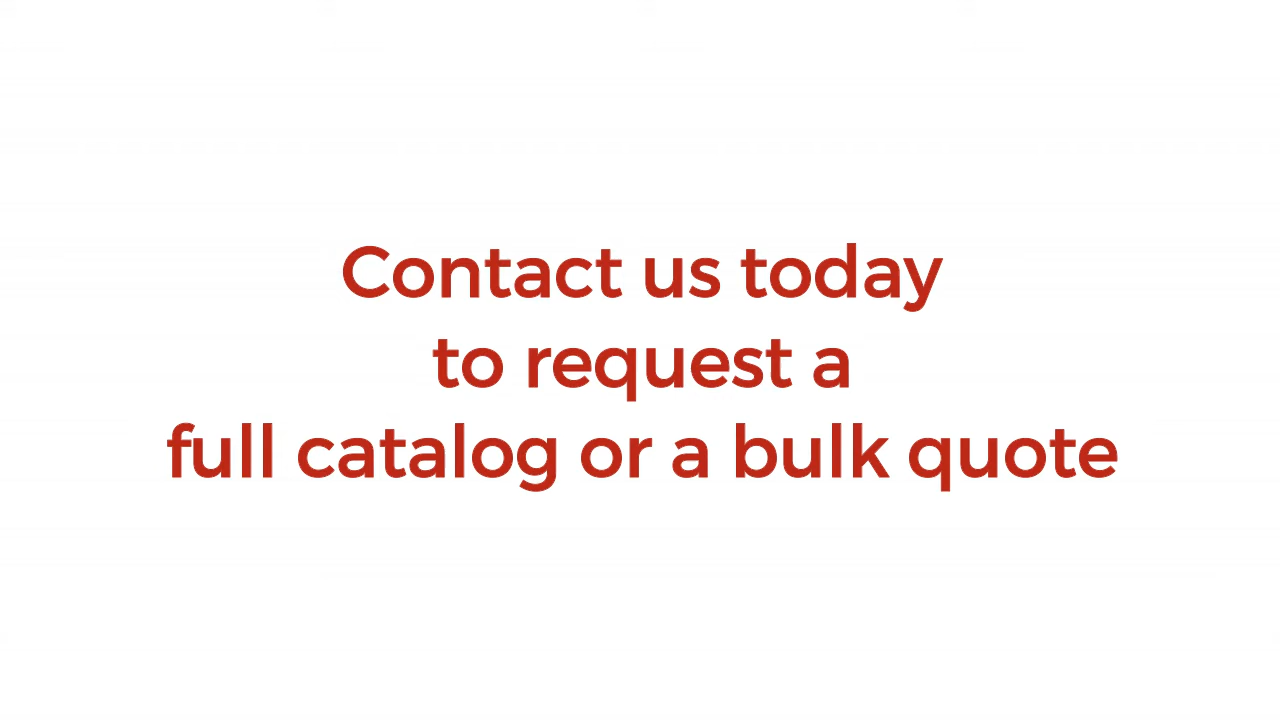 Contact us today
to request a
full catalog or a bulk quote